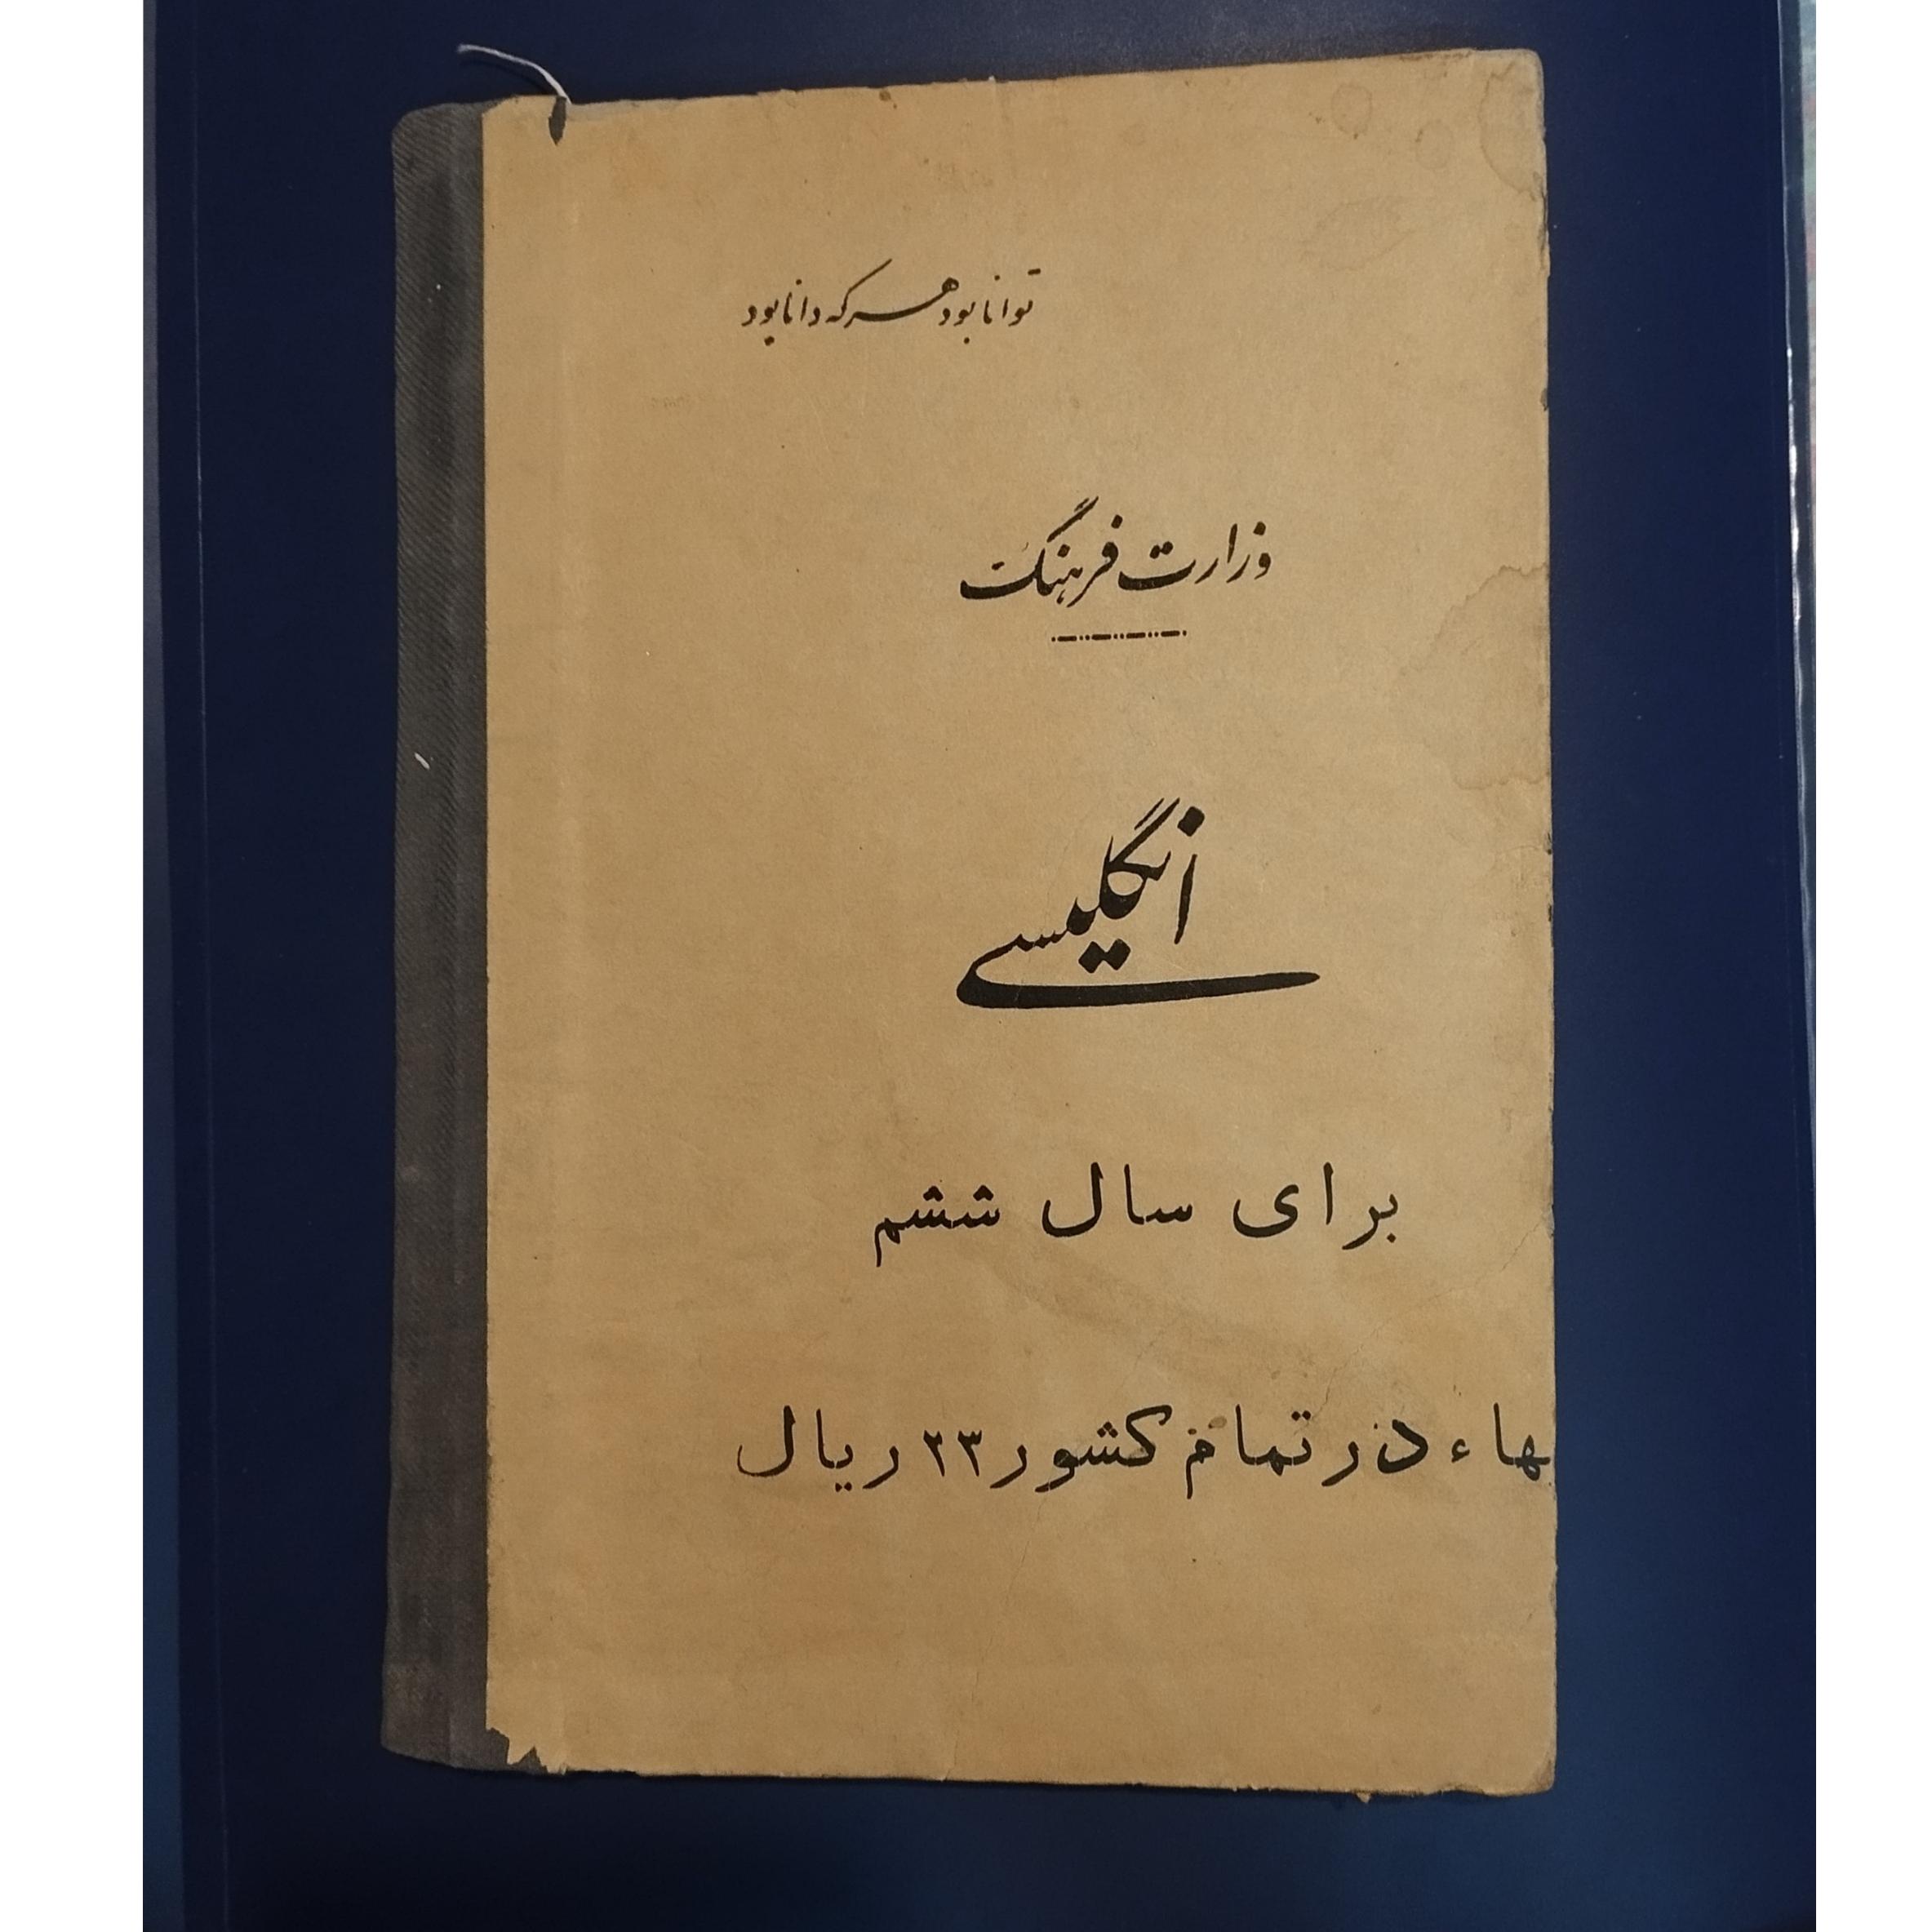 توانا بود هر که دانا بود
وزارت فرهنگ
انگلیسی
برای سال ششم
بهاء در تمام کشور ۲۳ ریال